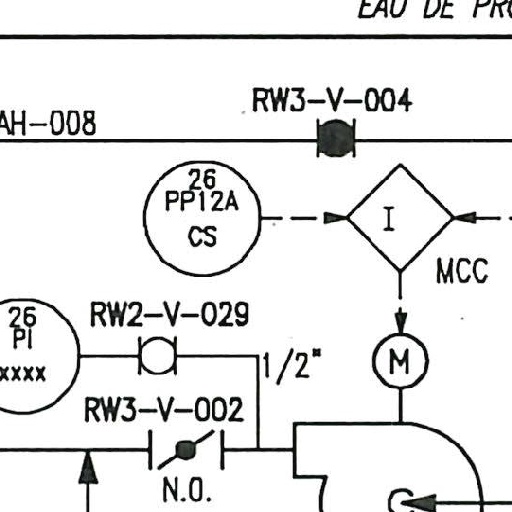 EAU DE PRO
AH-008
RW3-V-004
26
PP12A
CS
I
MCC
26
PI
xxxx
RW2-V-029
1/2"
M
RW3-V-002
N.O.